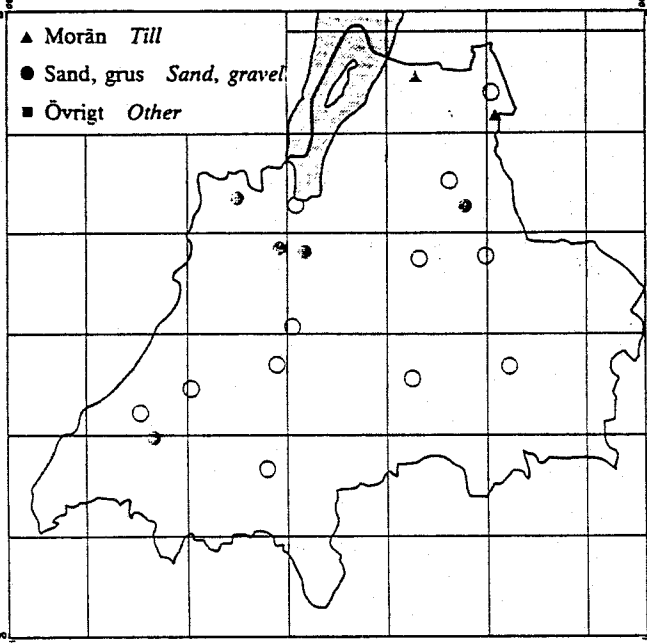 ▲ Morän Till
● Sand, grus Sand, gravel
■ Övrigt Other